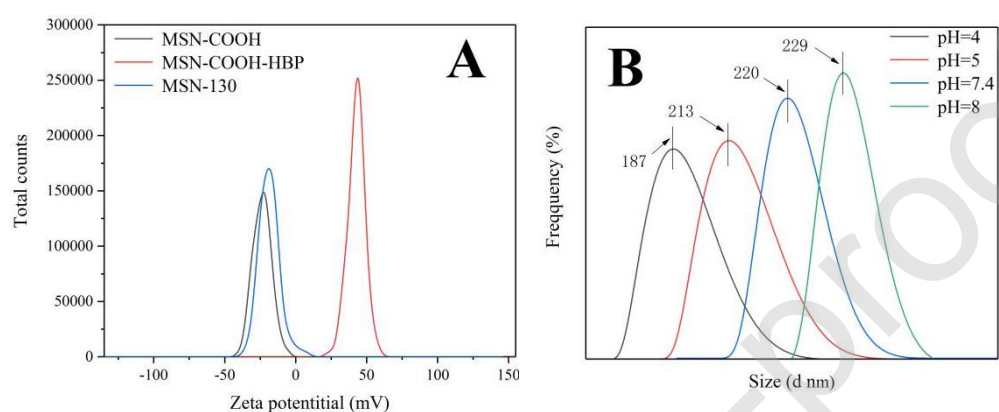 300000
250000
200000
150000
100000
50000
0
-100
-50
0
50
100
150
Total counts
Zeta potentitial (mV)
MSN-COOH
MSN-COOH-HBP
MSN-130
A
B
187
213
220
229
pH=4
pH=5
pH=7.4
pH=8
Freqquency (%)
Size (d nm)